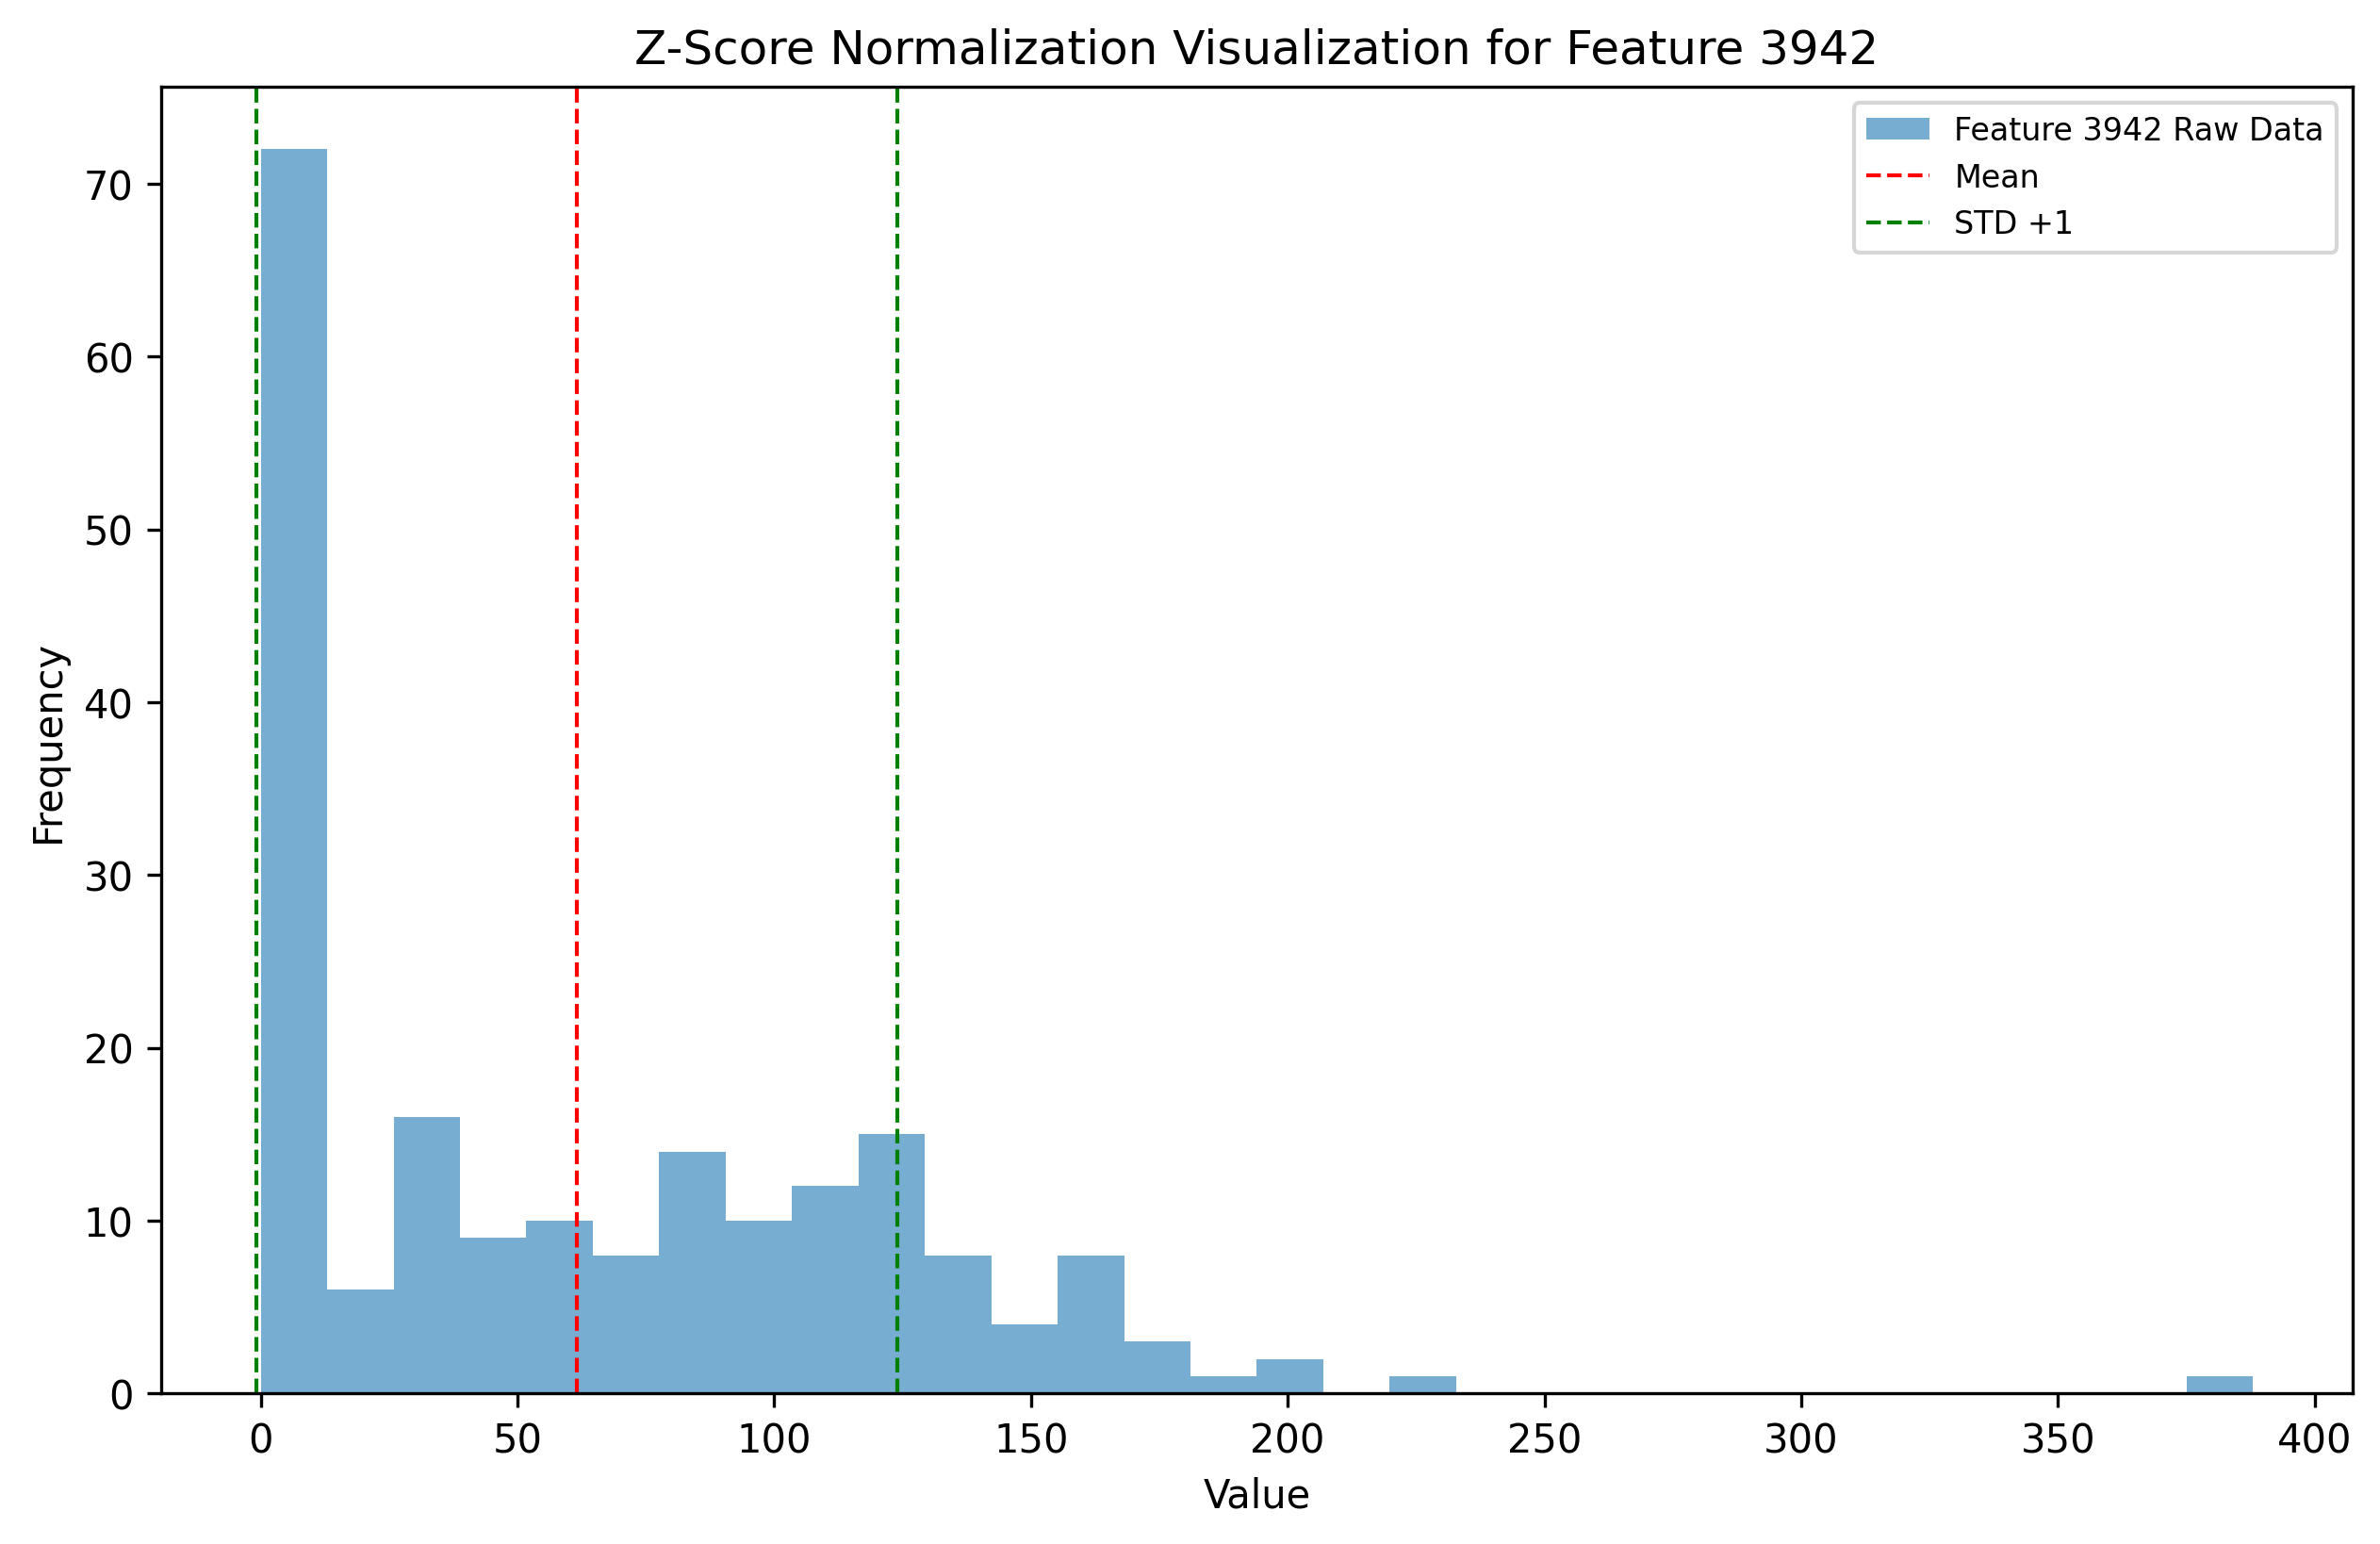 Z-Score Normalization Visualization for Feature 3942
Feature 3942 Raw Data
Mean
STD +1
Frequency
70
60
50
40
30
20
10
0
0 50 100 150 200 250 300 350 400
Value